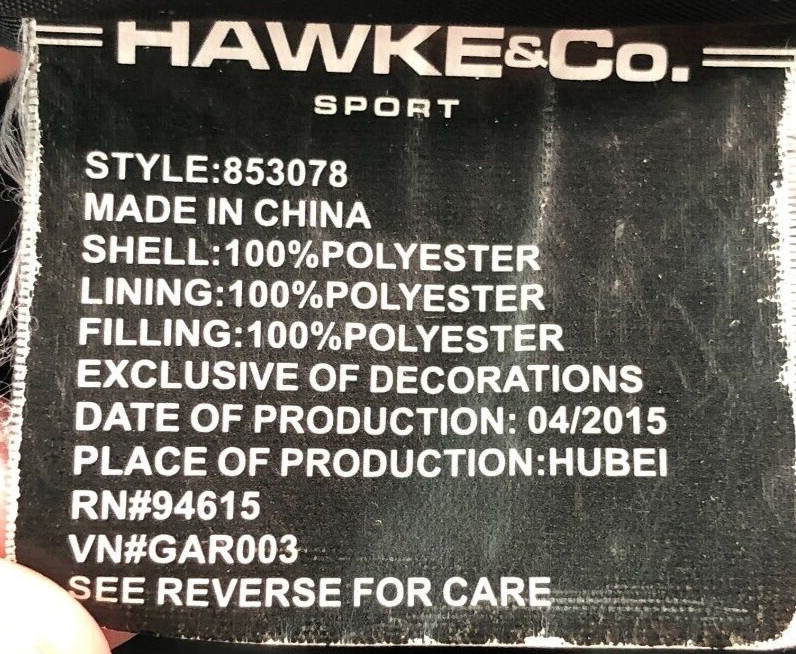 HAWKE&Co.
SPORT
STYLE:853078
MADE IN CHINA
SHELL:100%POLYESTER
LINING:100%POLYESTER
FILLING:100%POLYESTER
EXCLUSIVE OF DECORATIONS
DATE OF PRODUCTION: 04/2015
PLACE OF PRODUCTION:HUBEI
RN#94615
VN#GAR003
SEE REVERSE FOR CARE